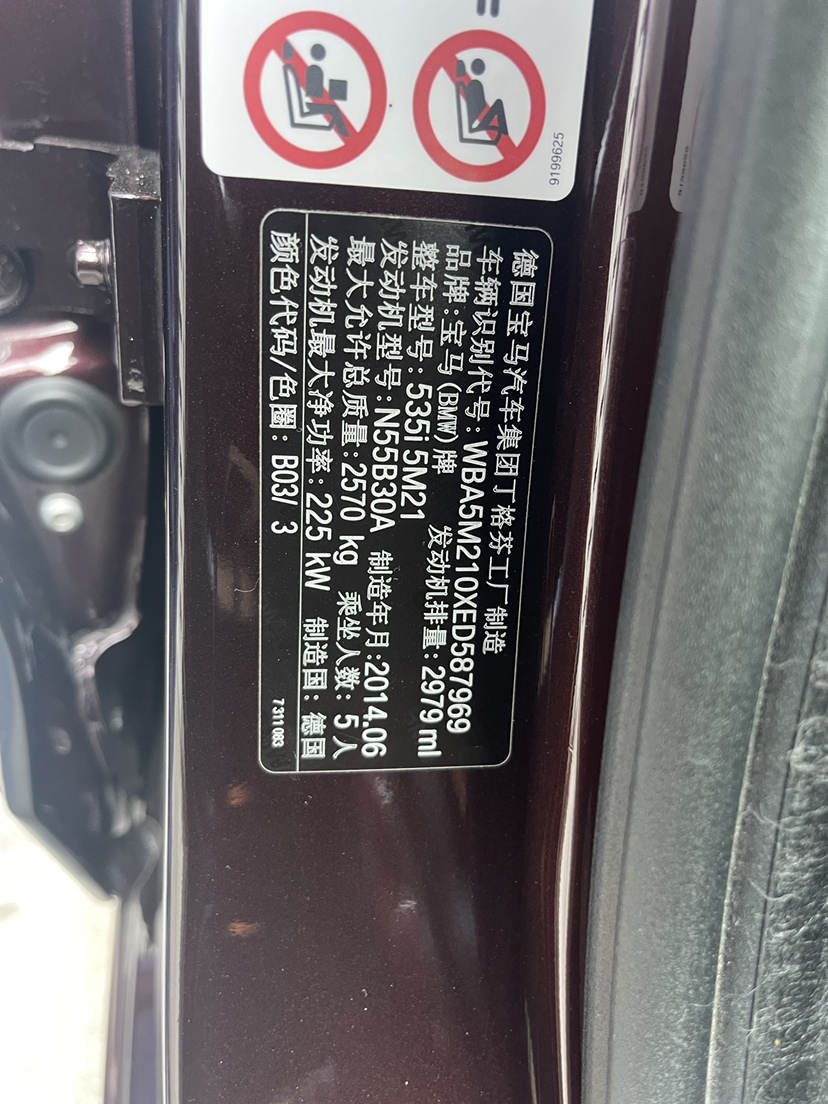 9199625
德国宝马汽车集团丁格芬工厂制造
车辆识别代号:WBA5M210XED587969
品牌:宝马(BMW)牌 发动机排量:2979 ml
整车型号:535i 5M21
发动机型号:N55B30A 制造年月:2014.06
最大允许总质量:2570 kg 乘坐人数: 5人
发动机最大净功率: 225 kW 制造国: 德国
颜色代码/色圈: B03/ 3 7 311 083